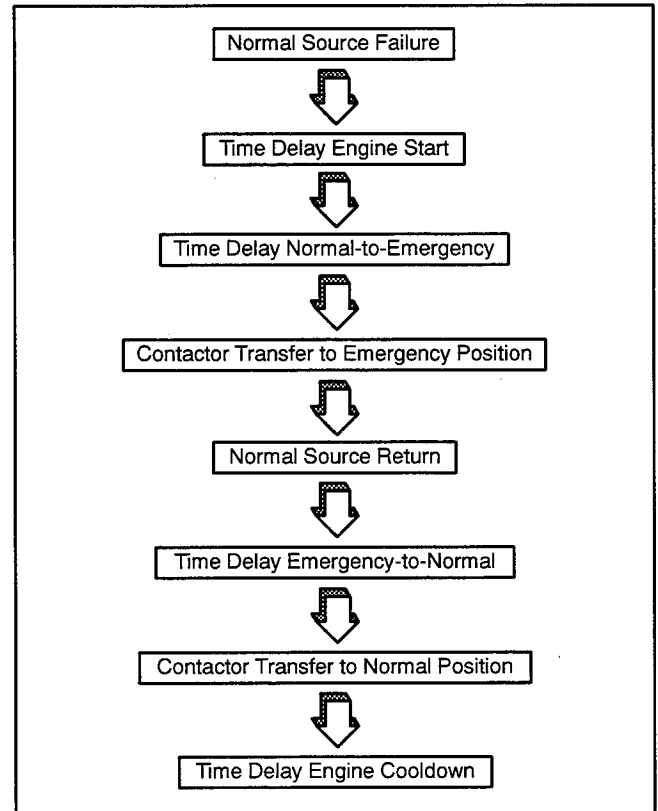 Normal Source Failure
Time Delay Engine Start
Time Delay Normal-to-Emergency
Contactor Transfer to Emergency Position
Normal Source Return
Time Delay Emergency-to-Normal
Contactor Transfer to Normal Position
Time Delay Engine Cooldown